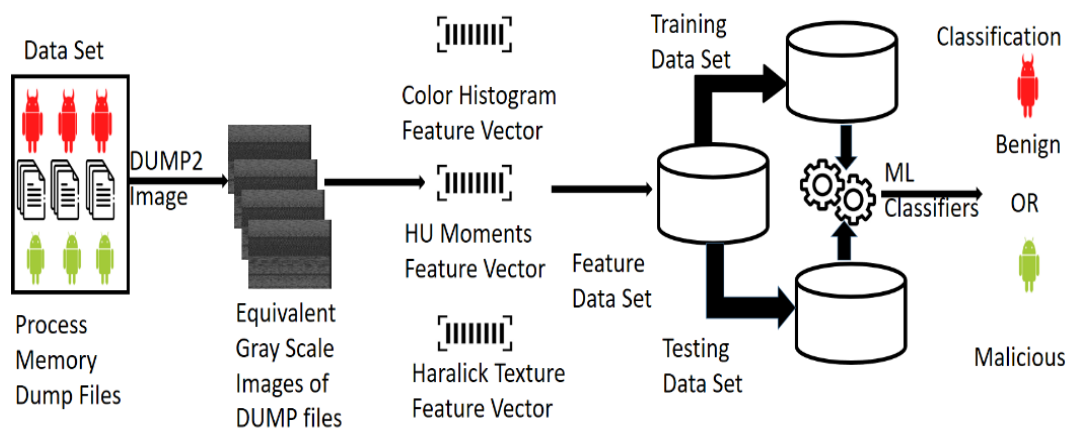 Data Set
Process
Memory
Dump Files
DUMP2
Image
Equivalent
Gray Scale
Images of
DUMP files
Color Histogram
Feature Vector
HU Moments
Feature Vector
Haralick Texture
Feature Vector
Feature
Data Set
Training
Data Set
Testing
Data Set
ML
Classifiers
Classification
Benign
OR
Malicious